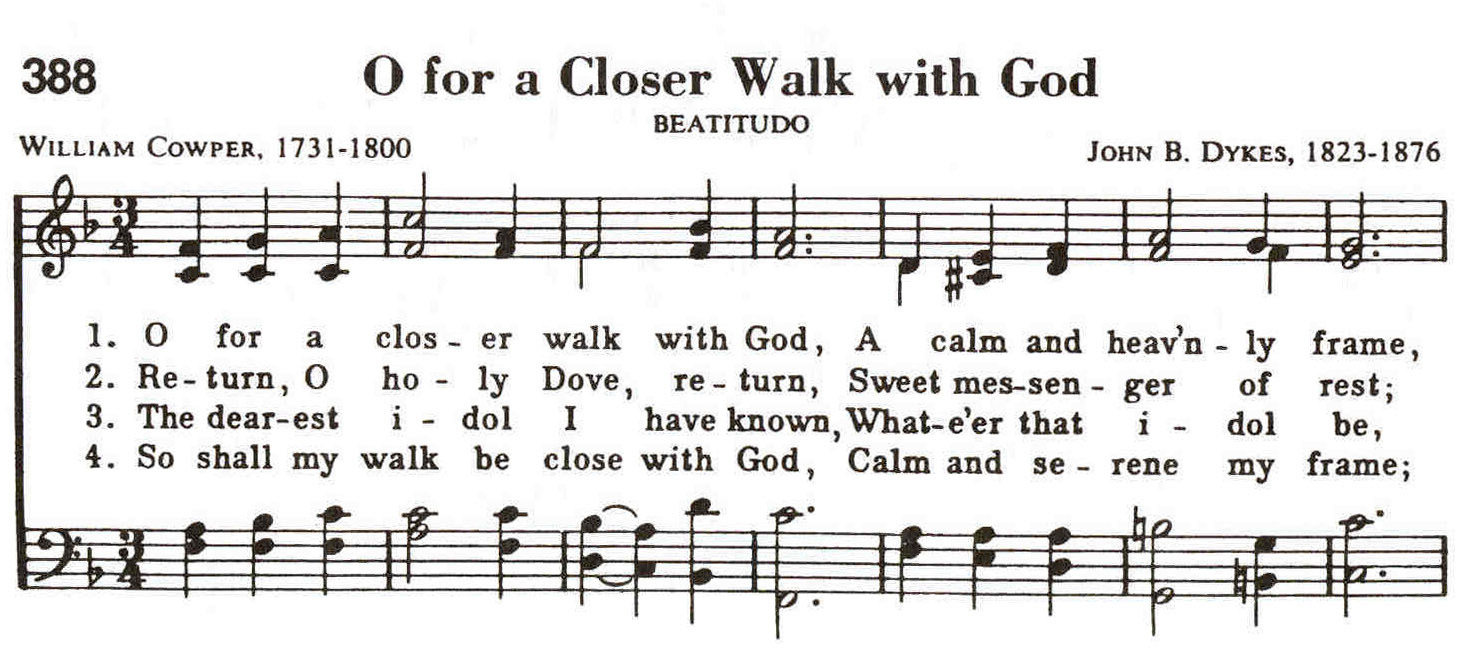 388 O for a Closer Walk with God
BEATITUDO
WILLIAM COWPER, 1731-1800 JOHN B. DYKES, 1823-1876
3
4
1. O for a clos - er walk with God, A calm and heav'n - ly frame,
2. Re - turn, O ho - ly Dove, re - turn, Sweet mes-sen - ger of rest;
3. The dear-est i - dol I have known, What-e'er that i - dol be,
4. So shall my walk be close with God, Calm and se - rene my frame;
3
4